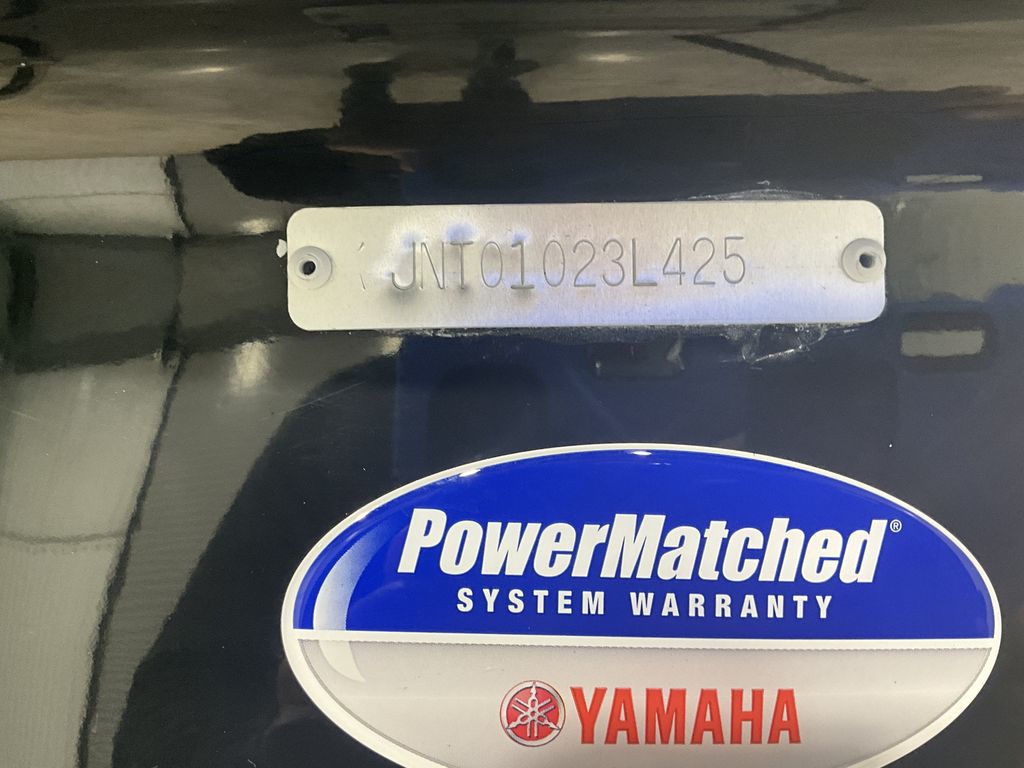 JNT01023L425
PowerMatched®
SYSTEM WARRANTY
YAMAHA